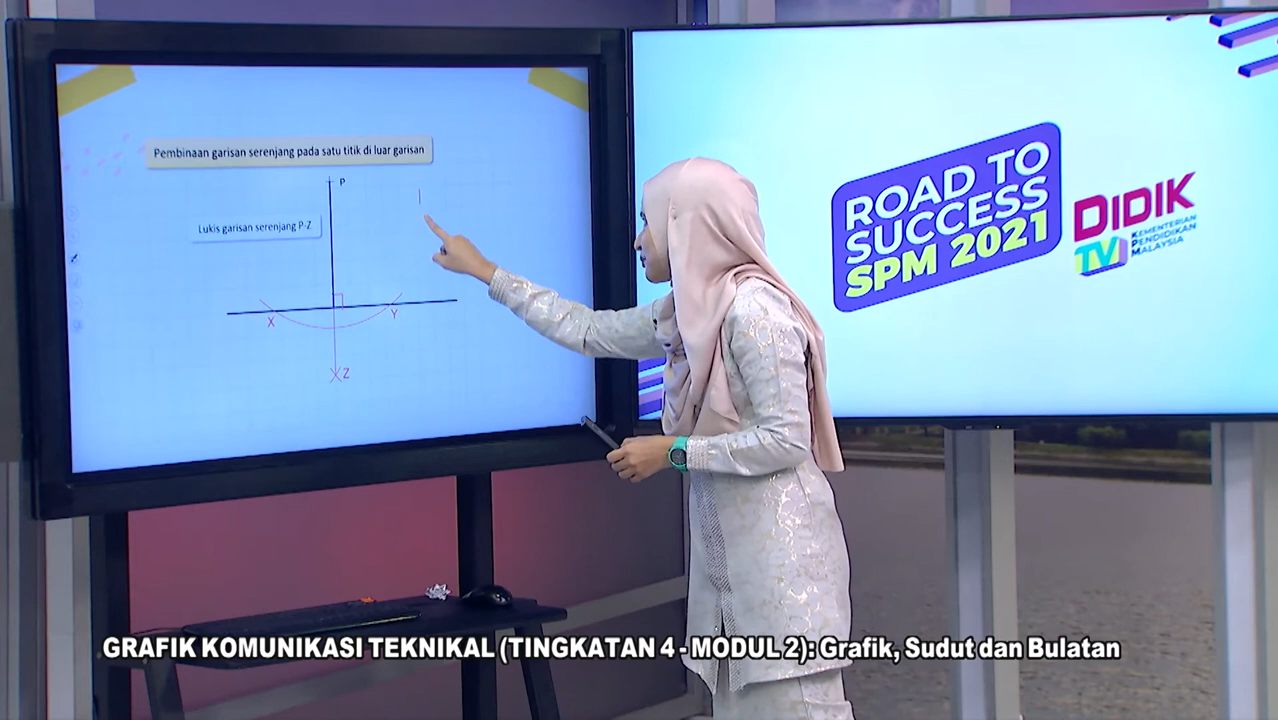 Pembinaan garisan serenjang pada satu titik di luar garisan
P
Lukis garisan serenjang P-Z
X
Y
Z
ROAD TO
SUCCESS
SPM 2021
DIDIK
TV
KEMENTERIAN
PENDIDIKAN
MALAYSIA
GRAFIK KOMUNIKASI TEKNIKAL (TINGKATAN 4 - MODUL 2): Grafik, Sudut dan Bulatan